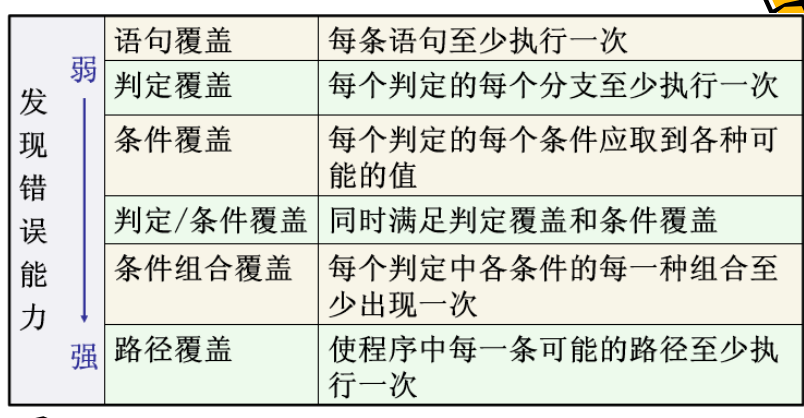 发现错误能力
弱
强
语句覆盖 每条语句至少执行一次
判定覆盖 每个判定的每个分支至少执行一次
条件覆盖 每个判定的每个条件应取到各种可
能的值
判定/条件覆盖 同时满足判定覆盖和条件覆盖
条件组合覆盖 每个判定中各条件的每一种组合至
少出现一次
路径覆盖 使程序中每一条可能的路径至少执
行一次